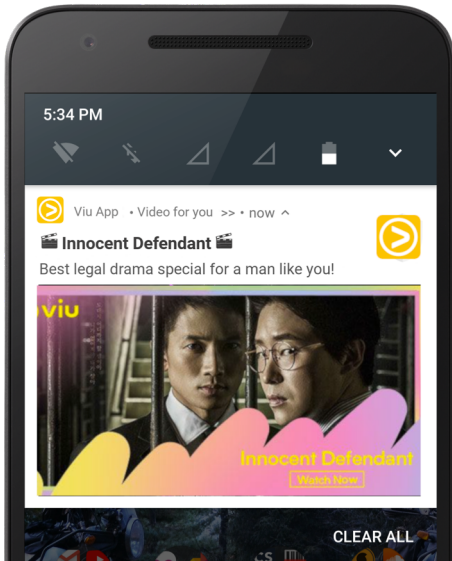 5:34 PM
Viu App • Video for you >> • now
🎬 Innocent Defendant 🎬
Best legal drama special for a man like you!
viu
Innocent Defendant
Watch Now
CLEAR ALL